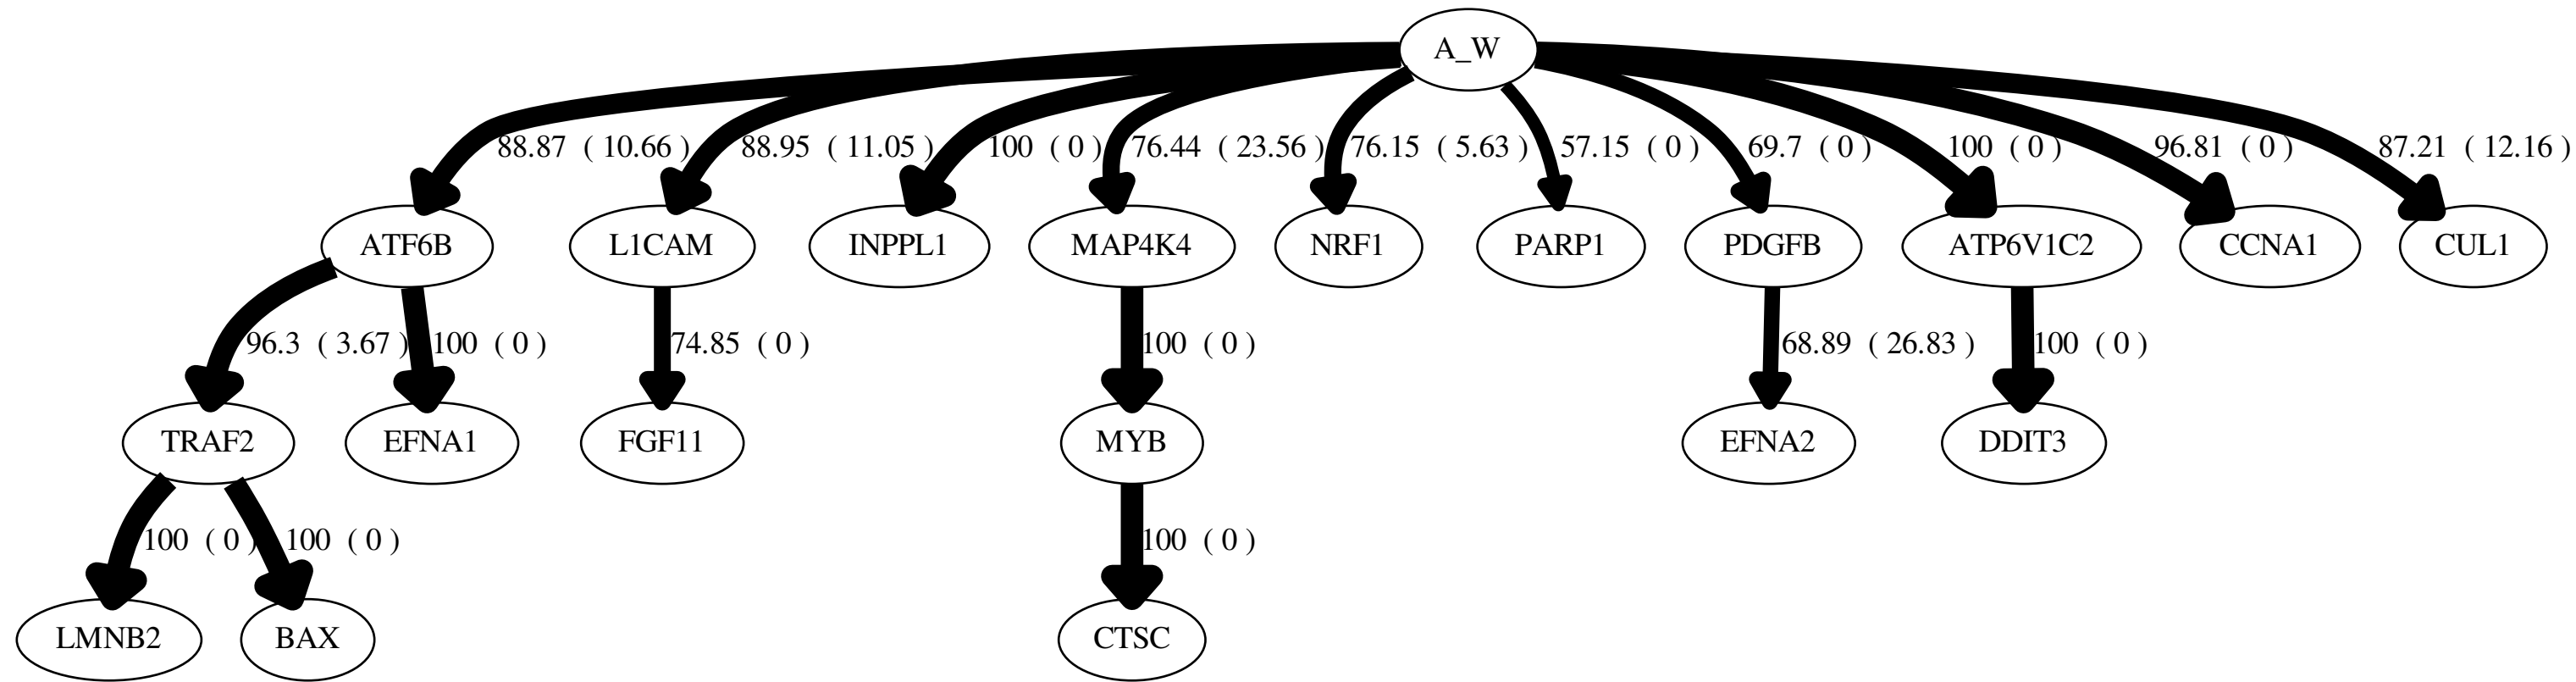 A_W
88.87 ( 10.66 ) 88.95 ( 11.05 ) 100 ( 0 ) 76.44 ( 23.56 ) 76.15 ( 5.63 ) 57.15 ( 0 ) 69.7 ( 0 ) 100 ( 0 ) 96.81 ( 0 ) 87.21 ( 12.16 )
ATF6B L1CAM INPPL1 MAP4K4 NRF1 PARP1 PDGFB ATP6V1C2 CCNA1 CUL1
96.3 ( 3.67 ) 100 ( 0 ) 74.85 ( 0 ) 100 ( 0 ) 68.89 ( 26.83 ) 100 ( 0 )
TRAF2 EFNA1 FGF11 MYB EFNA2 DDIT3
100 ( 0 ) 100 ( 0 ) 100 ( 0 )
LMNB2 BAX CTSC